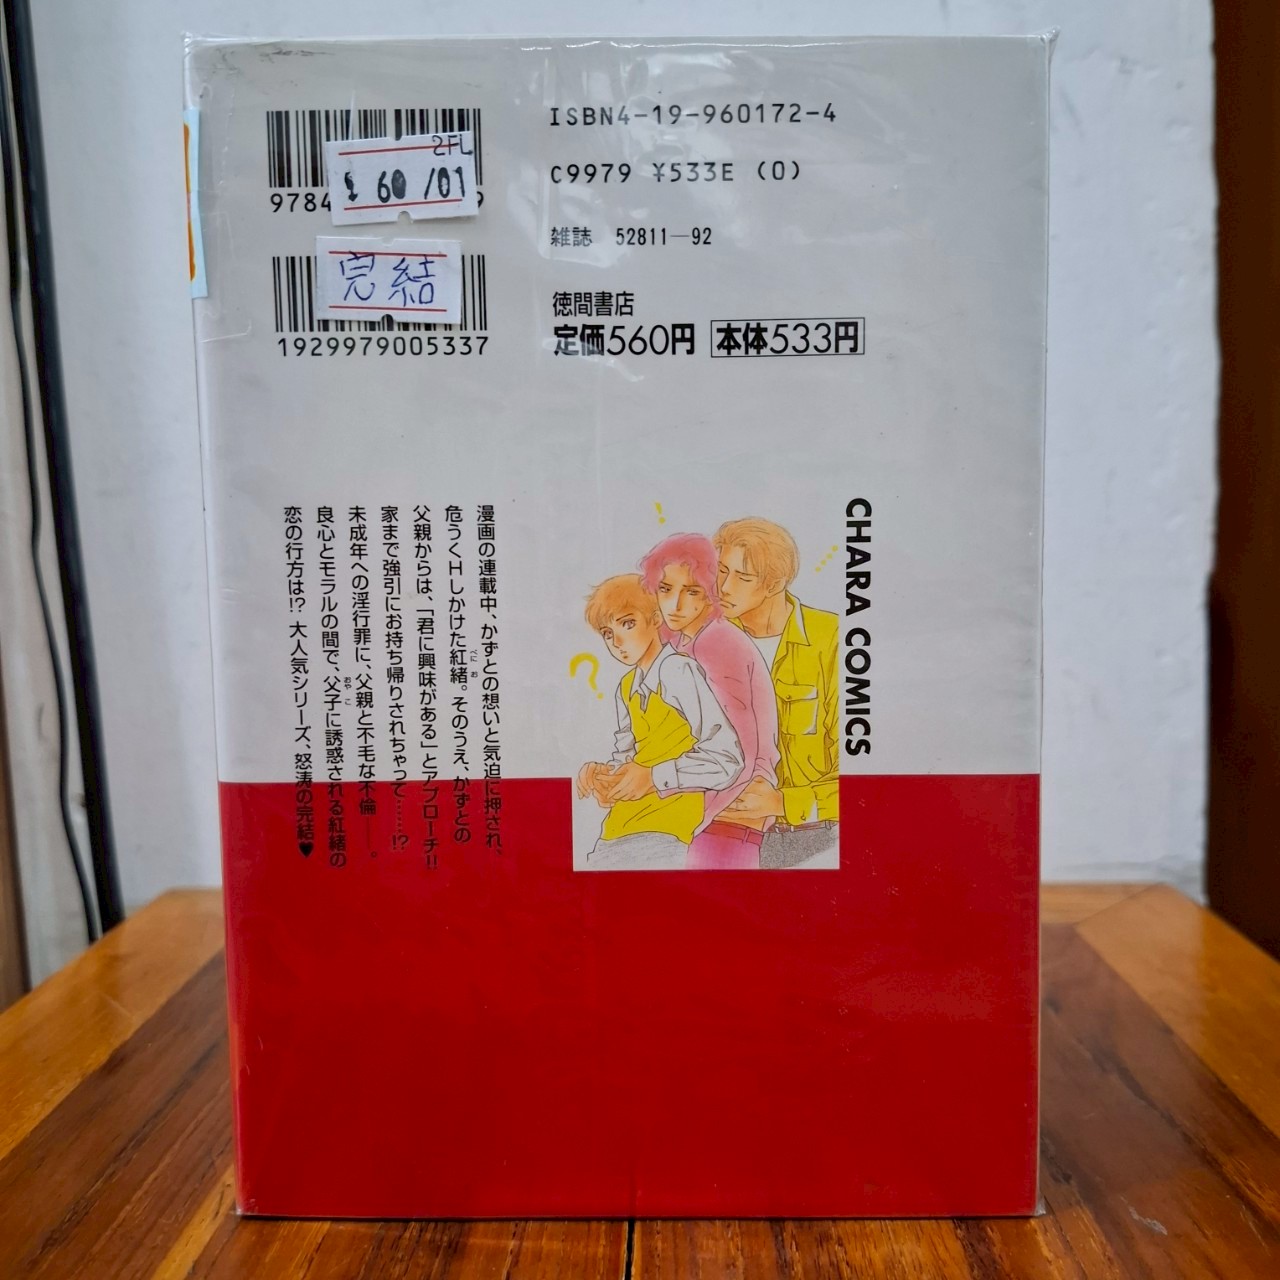 ISBN4-19-960172-4
C9979 ¥533E (0)
雑誌 52811-92
徳間書店
定価560円 本体533円
2FL
60 /01
9784 9
完結
1929979005337
CHARA COMICS
漫画の連載中、かずとの想いと気迫に押され、
危うくHしかけた紅緒。そのうえ、かずとの
べにお
父親からは、「君に興味がある」とアプローチ!!
家まで強引にお持ち帰りされちゃって……!?
未成年への淫行罪に、父親と不毛な不倫――。
良心とモラルの間で、父子に誘惑される紅緒の
おやこ
恋の行方は!? 大人気シリーズ、怒涛の完結♥
!
?